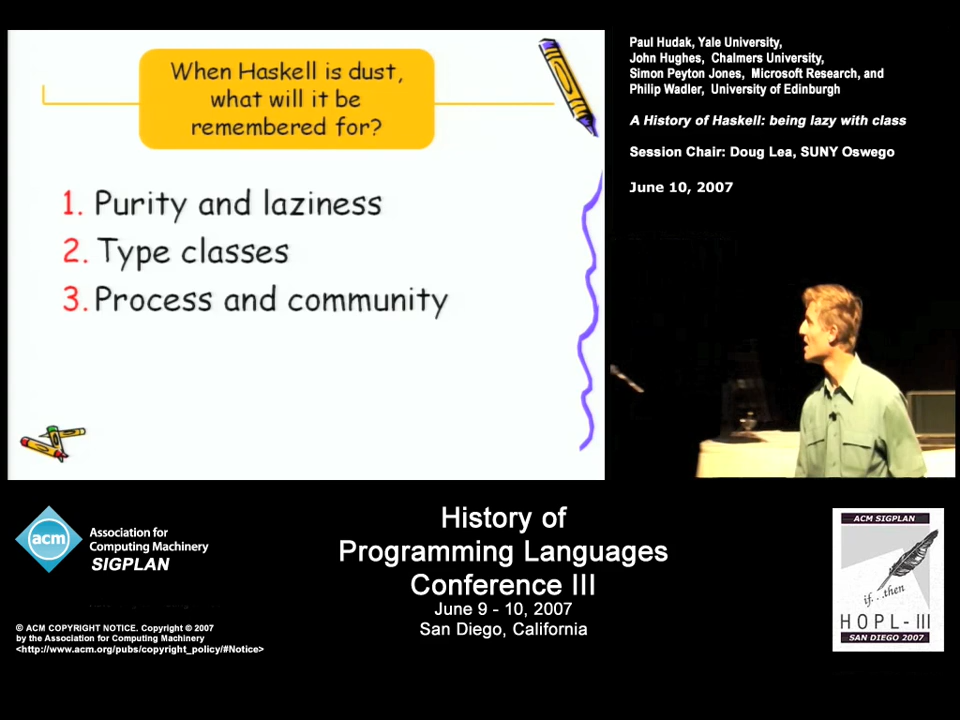 When Haskell is dust,
what will it be
remembered for?
1. Purity and laziness
2. Type classes
3. Process and community
Paul Hudak, Yale University,
John Hughes, Chalmers University,
Simon Peyton Jones, Microsoft Research, and
Philip Wadler, University of Edinburgh
A History of Haskell: being lazy with class
Session Chair: Doug Lea, SUNY Oswego
June 10, 2007
acm
Association for
Computing Machinery
SIGPLAN
© ACM COPYRIGHT NOTICE. Copyright © 2007
by the Association for Computing Machinery
<http://www.acm.org/pubs/copyright_policy/#Notice>
History of
Programming Languages
Conference III
June 9 - 10, 2007
San Diego, California
ACM SIGPLAN
if. . .then
HOPL-III
SAN DIEGO 2007